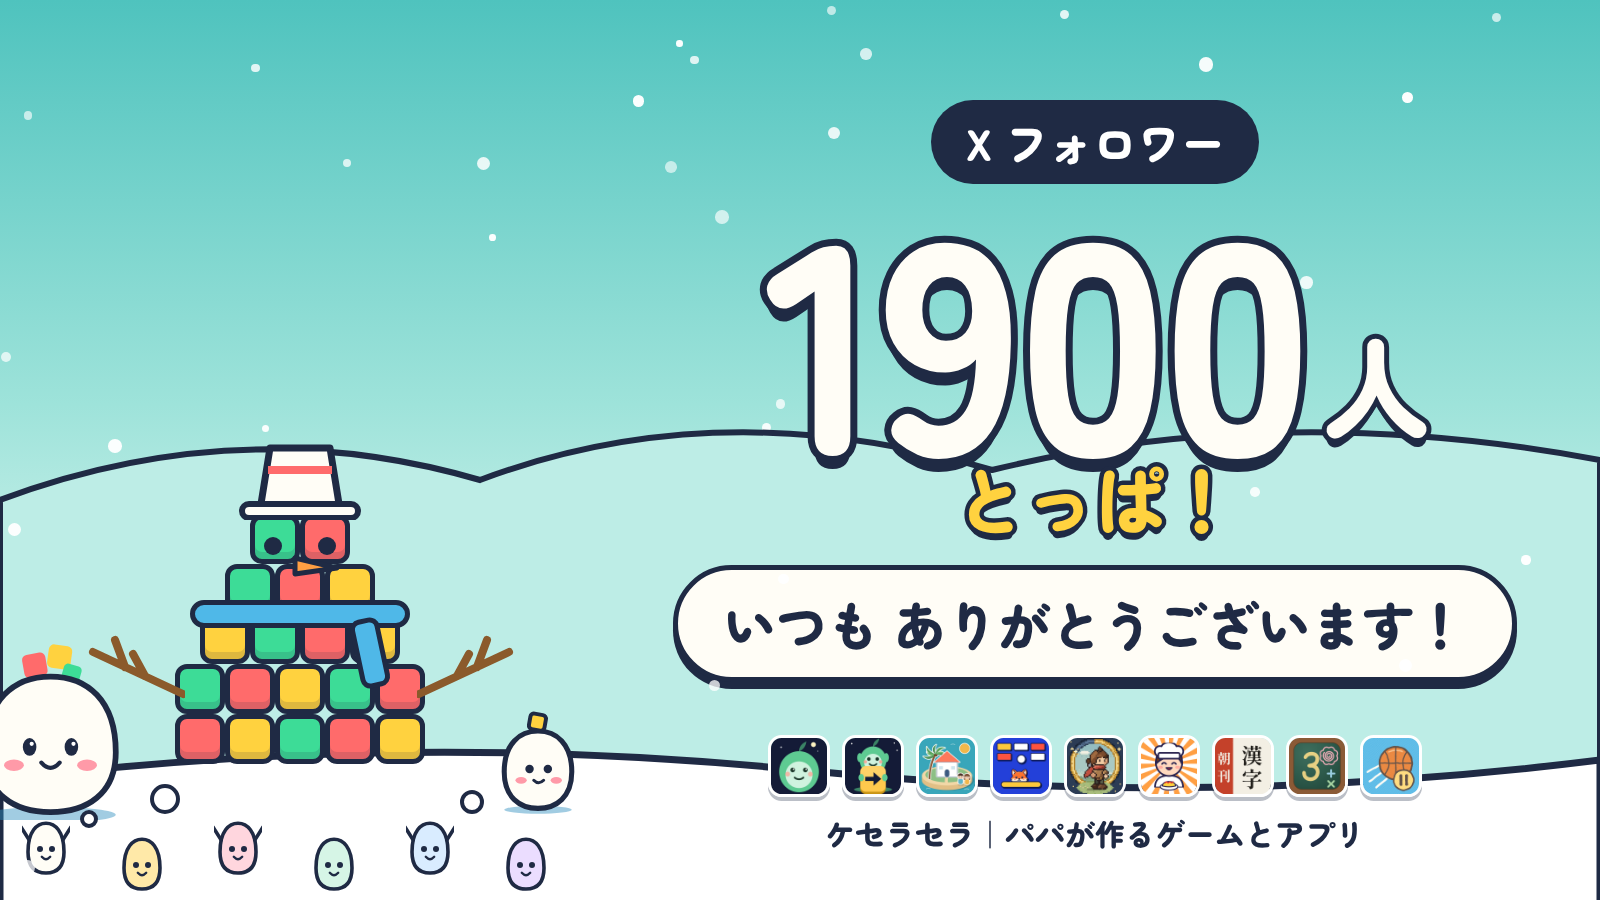 X フォロワー
1900人
とっぱ！
いつも ありがとうございます！
朝刊 漢字
3 + ×
ケセラセラ｜パパが作るゲームとアプリ